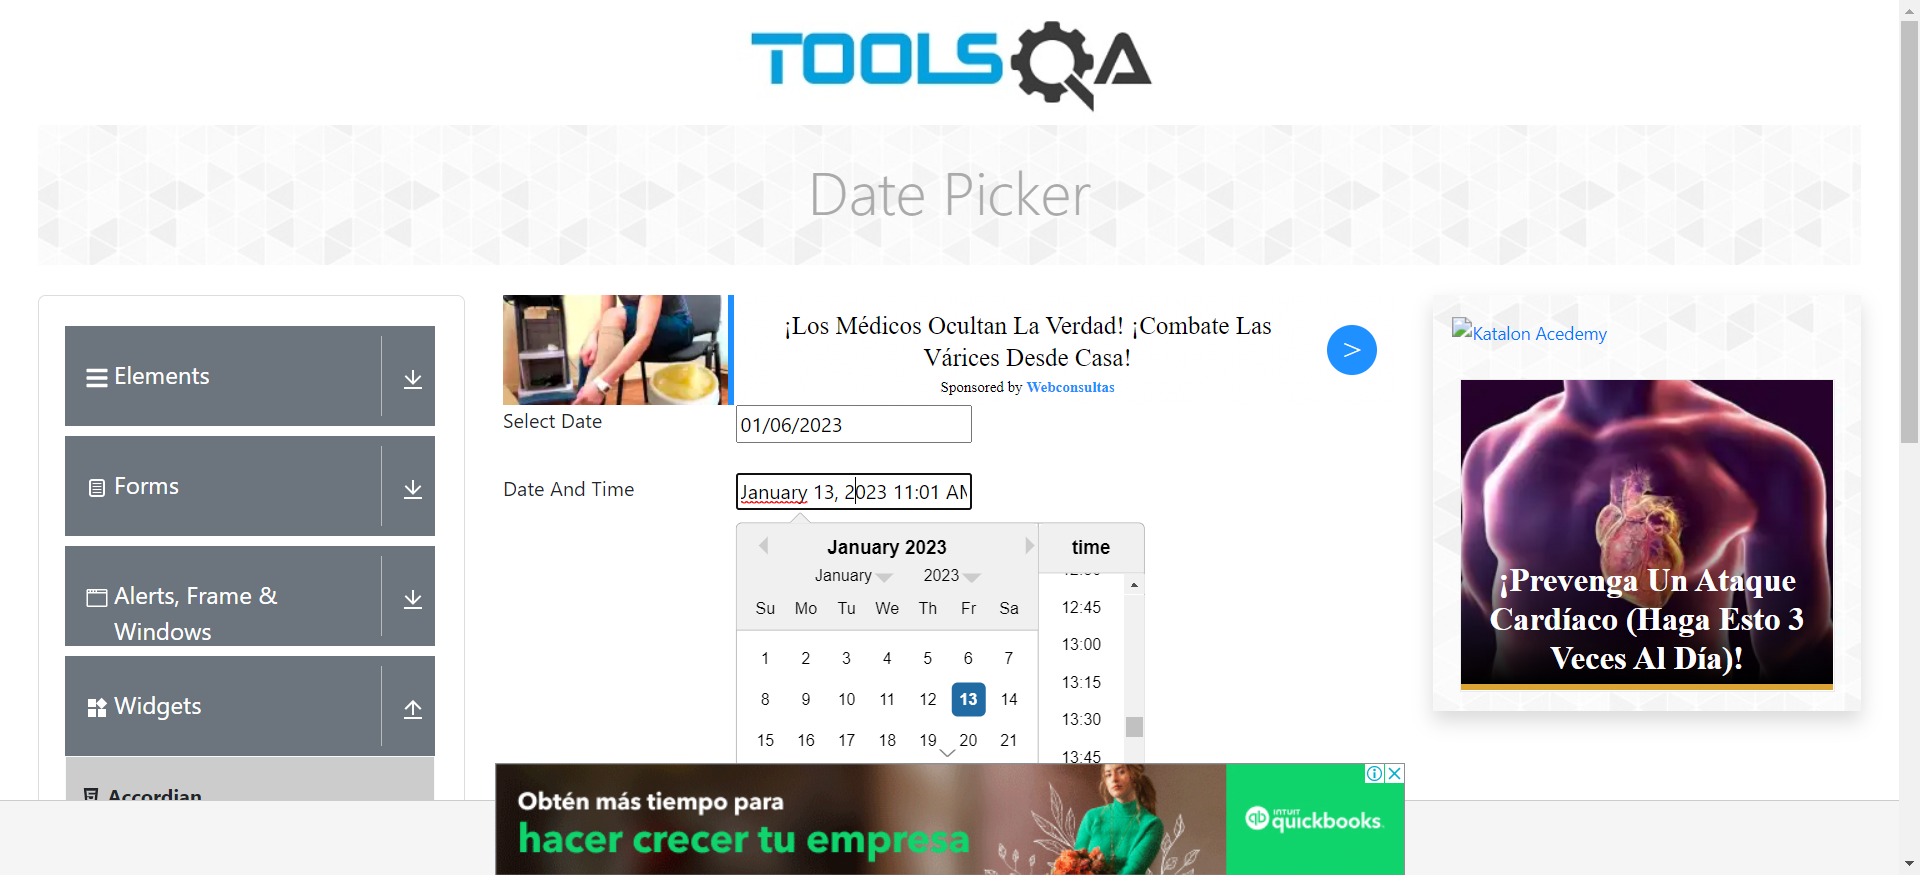 TOOLSQA
Date Picker
Elements
Forms
Alerts, Frame &
Windows
Widgets
Accordian
¡Los Médicos Ocultan La Verdad! ¡Combate Las
Várices Desde Casa!
Sponsored by Webconsultas
>
Select Date
01/06/2023
Date And Time
January 13, 2023 11:01 AM
January 2023
January
2023
Su Mo Tu We Th Fr Sa
1 2 3 4 5 6 7
8 9 10 11 12 13 14
15 16 17 18 19 20 21
time
12:45
13:00
13:15
13:30
13:45
Katalon Acedemy
¡Prevenga Un Ataque
Cardíaco (Haga Esto 3
Veces Al Día)!
Obtén más tiempo para
hacer crecer tu empresa
INTUIT
quickbooks.